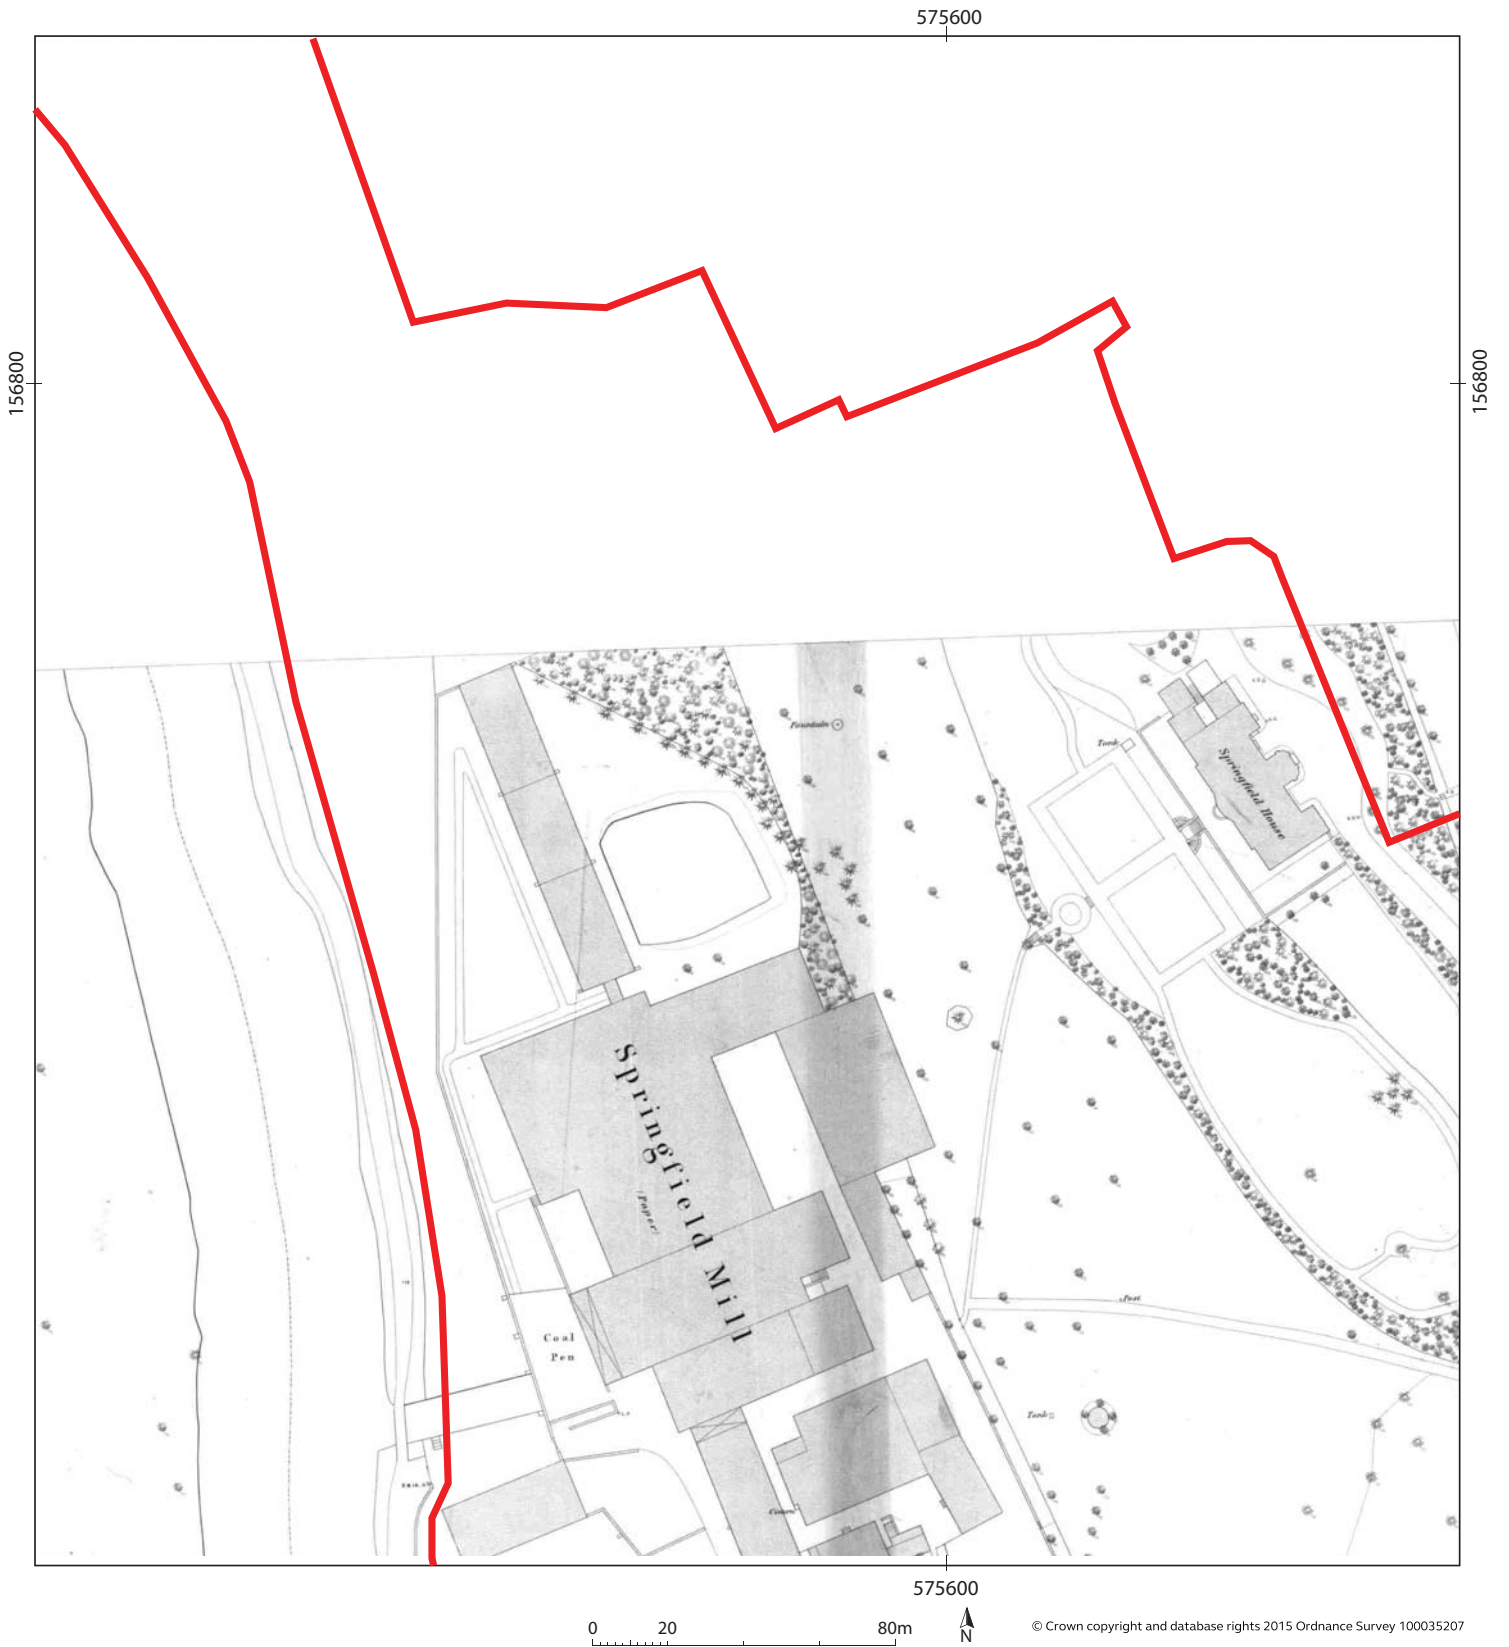 575600
156800
156800
Fountain
Tank
Springfield House
Springfield Mill
(Paper)
Coal
Pen
Post
Tank
575600
0 20 80m
N
© Crown copyright and database rights 2015 Ordnance Survey 100035207